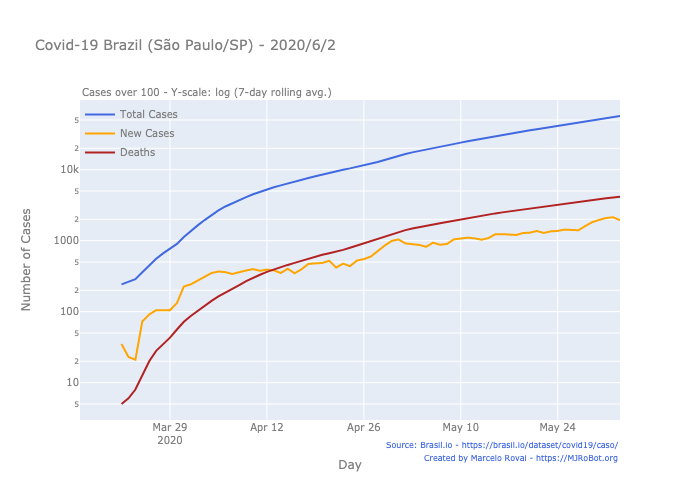 Covid-19 Brazil (São Paulo/SP) - 2020/6/2
Cases over 100 - Y-scale: log (7-day rolling avg.)
Total Cases
New Cases
Deaths
Number of Cases
5
2
10k
5
2
1000
5
2
100
5
2
10
5
Mar 29
2020
Apr 12
Apr 26
May 10
May 24
Day
Source: Brasil.io - https://brasil.io/dataset/covid19/caso/
Created by Marcelo Rovai - https://MJRoBot.org